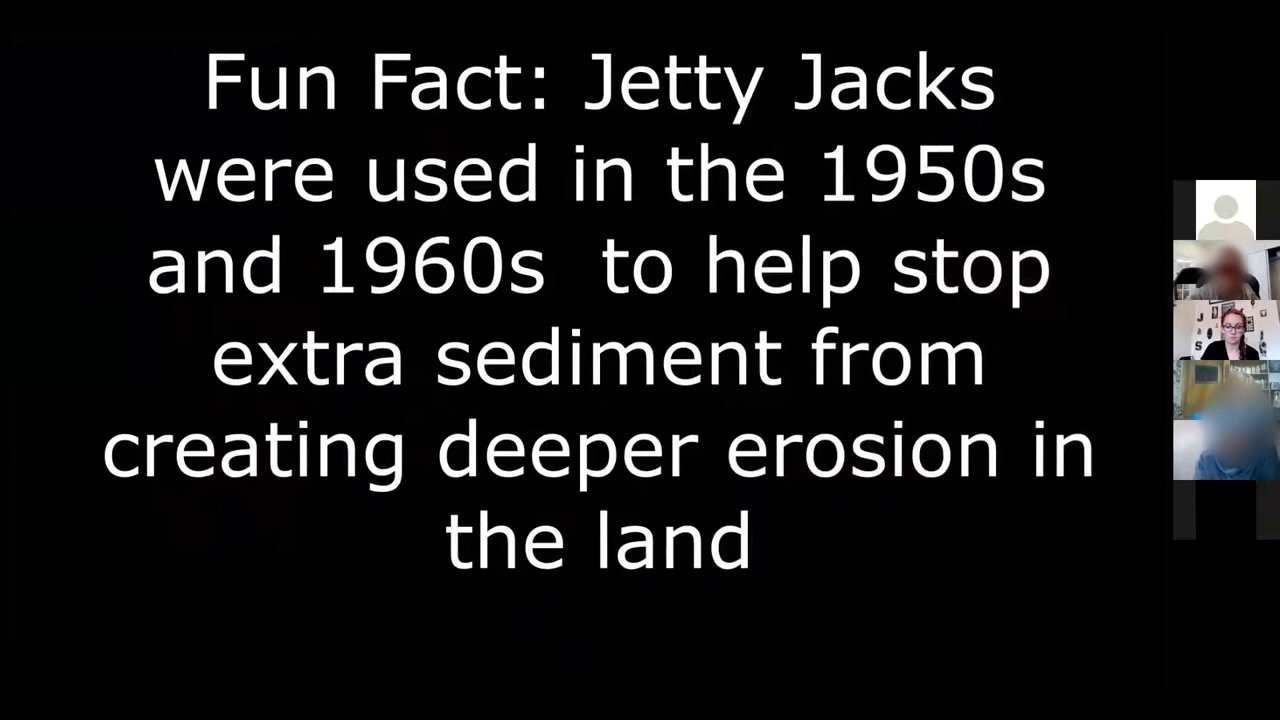 Fun Fact: Jetty Jacks
were used in the 1950s
and 1960s  to help stop
extra sediment from
creating deeper erosion in
the land